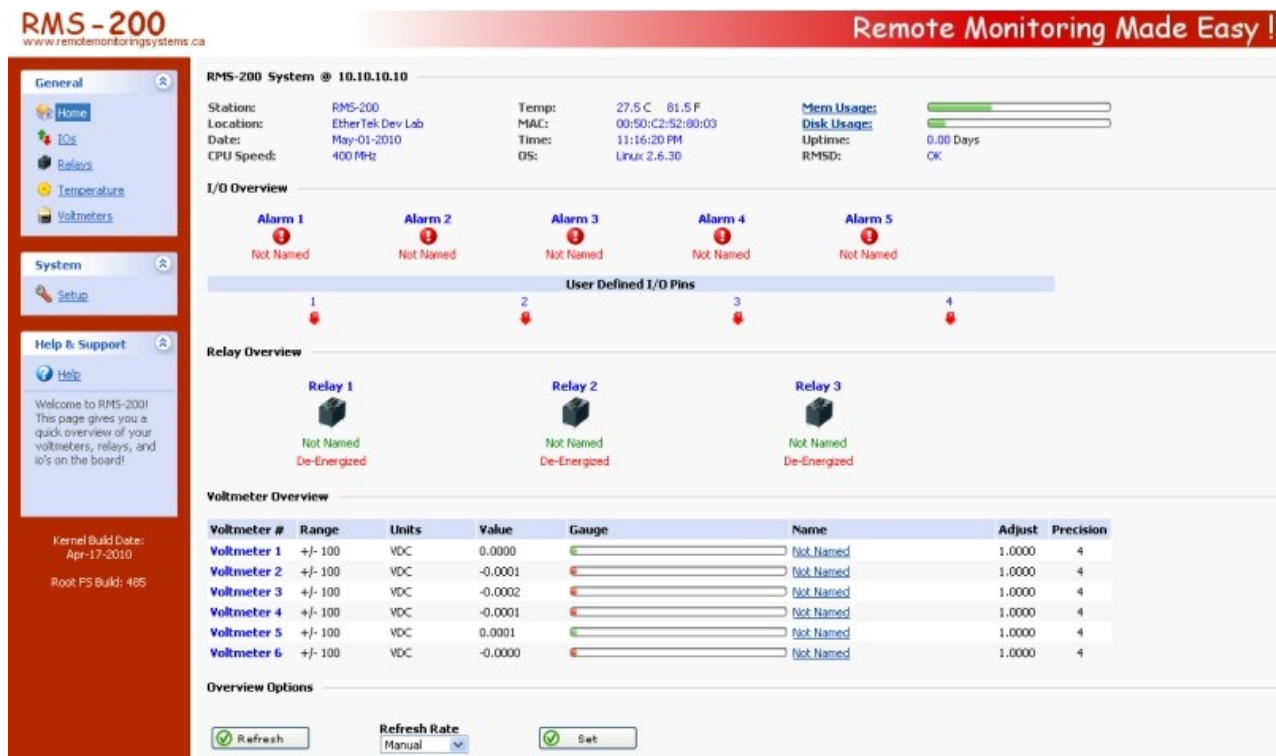 RMS-200
www.remotemonitoringsystems.ca
Remote Monitoring Made Easy !
General
Home
IOs
Relays
Temperature
Voltmeters
System
Setup
Help & Support
Help
Welcome to RMS-200!
This page gives you a
quick overview of your
voltmeters, relays, and
io's on the board!
Kernel Build Date:
Apr-17-2010
Root FS Build: 485
RMS-200 System @ 10.10.10.10
Station: RMS-200 Temp: 27.5 C 81.5 F Mem Usage:
Location: EtherTek Dev Lab MAC: 00:50:C2:52:80:03 Disk Usage:
Date: May-01-2010 Time: 11:16:20 PM Uptime: 0.00 Days
CPU Speed: 400 MHz OS: Linux 2.6.30 RMSD: OK
I/O Overview
Alarm 1 Alarm 2 Alarm 3 Alarm 4 Alarm 5
Not Named Not Named Not Named Not Named Not Named
User Defined I/O Pins
1 2 3 4
Relay Overview
Relay 1 Relay 2 Relay 3
Not Named Not Named Not Named
De-Energized De-Energized De-Energized
Voltmeter Overview
Voltmeter # Range Units Value Gauge Name Adjust Precision
Voltmeter 1 +/- 100 VDC 0.0000 Not Named 1.0000 4
Voltmeter 2 +/- 100 VDC -0.0001 Not Named 1.0000 4
Voltmeter 3 +/- 100 VDC -0.0002 Not Named 1.0000 4
Voltmeter 4 +/- 100 VDC -0.0001 Not Named 1.0000 4
Voltmeter 5 +/- 100 VDC 0.0001 Not Named 1.0000 4
Voltmeter 6 +/- 100 VDC -0.0000 Not Named 1.0000 4
Overview Options
Refresh Rate
Refresh Manual Set